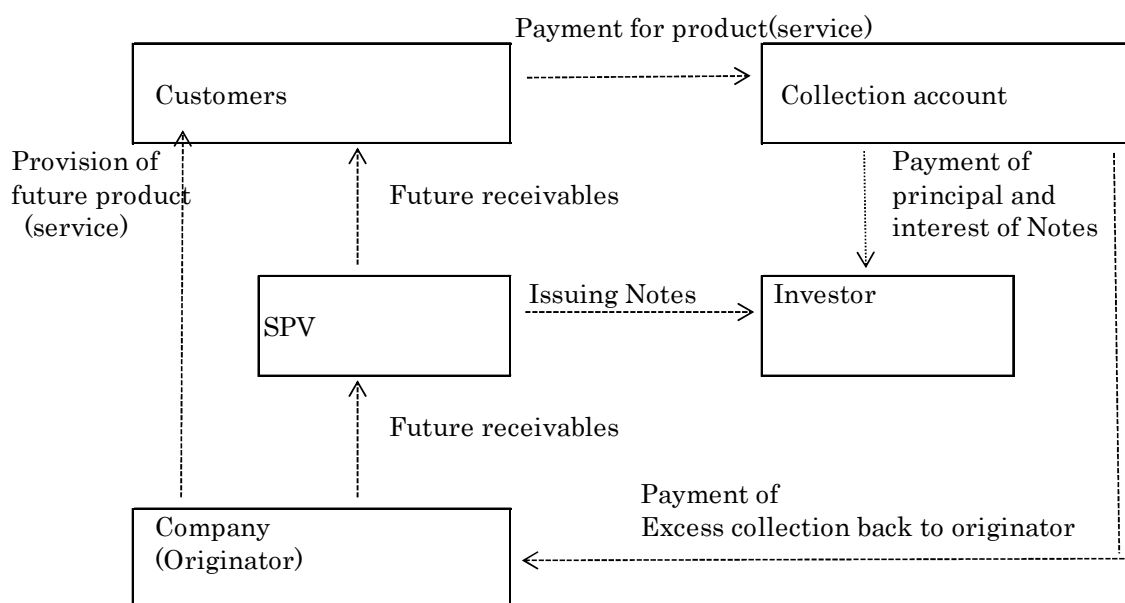 Payment for product(service)
Customers
Collection account
Provision of
future product
(service)
Future receivables
Payment of
principal and
interest of Notes
SPV
Issuing Notes
Investor
Future receivables
Payment of
Excess collection back to originator
Company
(Originator)